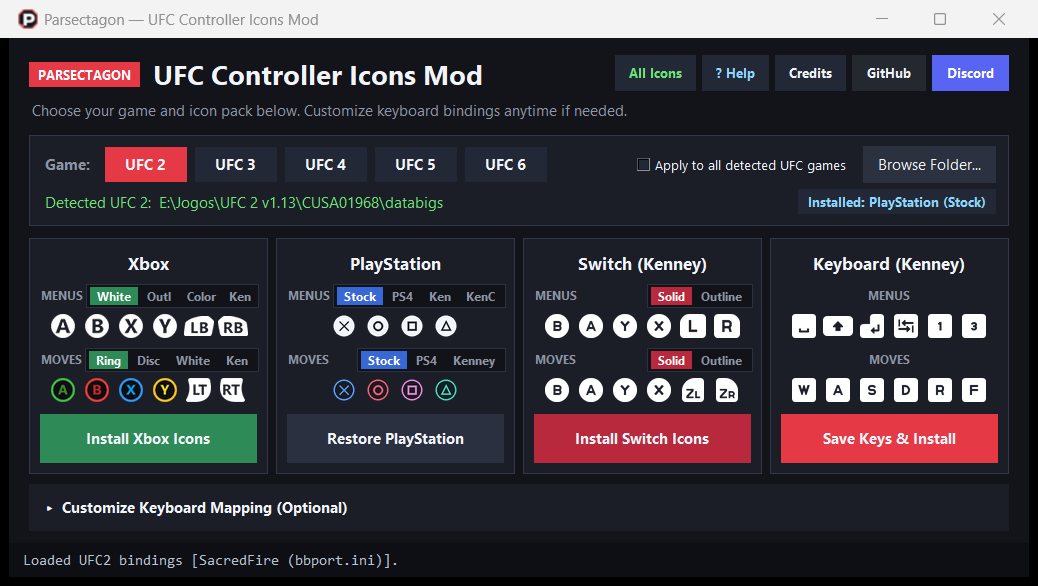 Parsectagon — UFC Controller Icons Mod
PARSECTAGON UFC Controller Icons Mod All Icons ? Help Credits GitHub Discord
Choose your game and icon pack below. Customize keyboard bindings anytime if needed.
Game: UFC 2 UFC 3 UFC 4 UFC 5 UFC 6 Apply to all detected UFC games Browse Folder...
Detected UFC 2: E:\Jogos\UFC 2 v1.13\CUSA01968\databigs Installed: PlayStation (Stock)
Xbox
MENUS White Outl Color Ken
A B X Y LB RB
MOVES Ring Disc White Ken
A B X Y LT RT
Install Xbox Icons
PlayStation
MENUS Stock PS4 Ken KenC
MOVES Stock PS4 Kenney
Restore PlayStation
Switch (Kenney)
MENUS Solid Outline
B A Y X L R
MOVES Solid Outline
B A Y X ZL ZR
Install Switch Icons
Keyboard (Kenney)
MENUS
1 3
MOVES
W A S D R F
Save Keys & Install
Customize Keyboard Mapping (Optional)
Loaded UFC2 bindings [SacredFire (bbport.ini)].